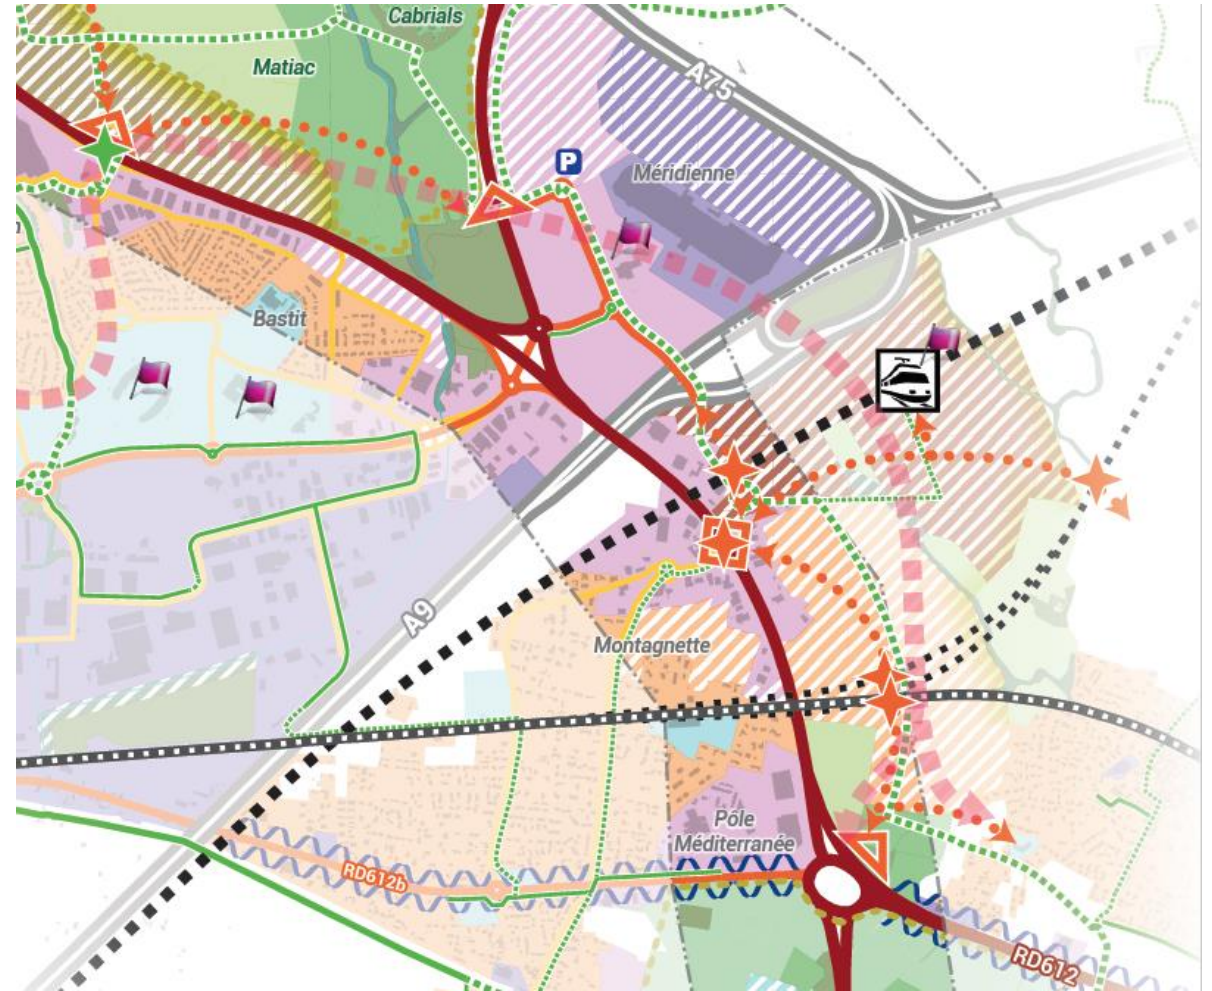 Cabrials
Matiac
A75
P
Méridienne
Bastit
A9
Montagnette
Pôle
Méditerranée
RD612b
RD612